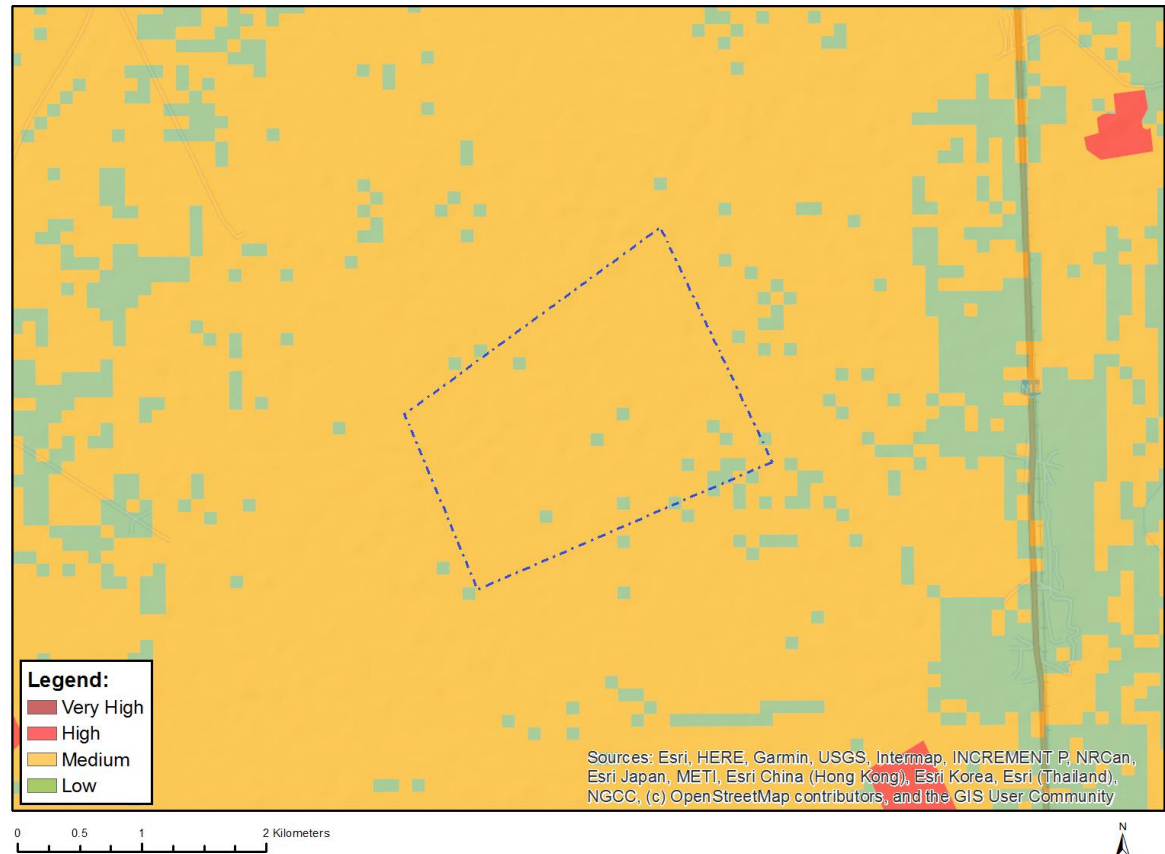 N18
Legend:
Very High
High
Medium
Low
Sources: Esri, HERE, Garmin, USGS, Intermap, INCREMENT P, NRCan,
Esri Japan, METI, Esri China (Hong Kong), Esri Korea, Esri (Thailand),
NGCC, (c) OpenStreetMap contributors, and the GIS User Community
0 0.5 1 2 Kilometers
N